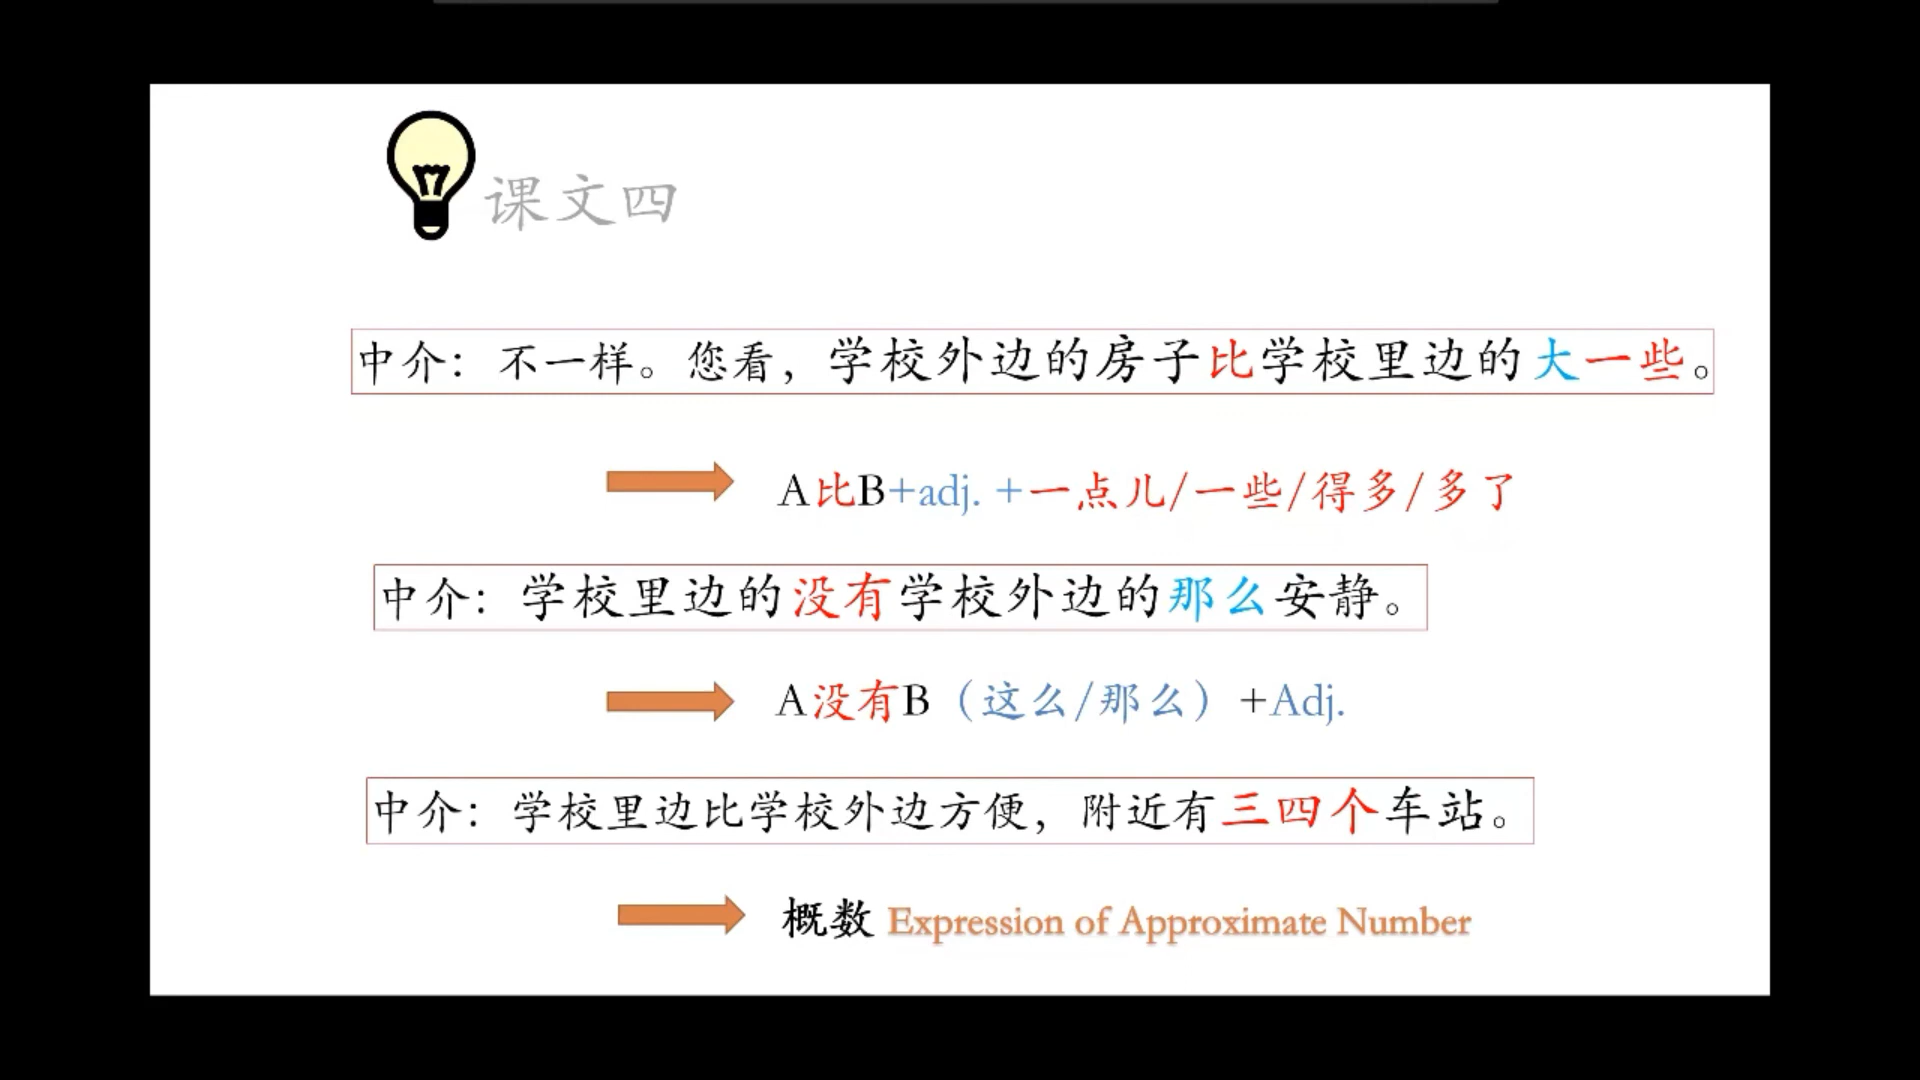 课文四
中介：不一样。您看，学校外边的房子比学校里边的大一些。
A比B+adj. +一点儿/一些/得多/多了
中介：学校里边的没有学校外边的那么安静。
A没有B（这么/那么）+Adj.
中介：学校里边比学校外边方便，附近有三四个车站。
概数 Expression of Approximate Number